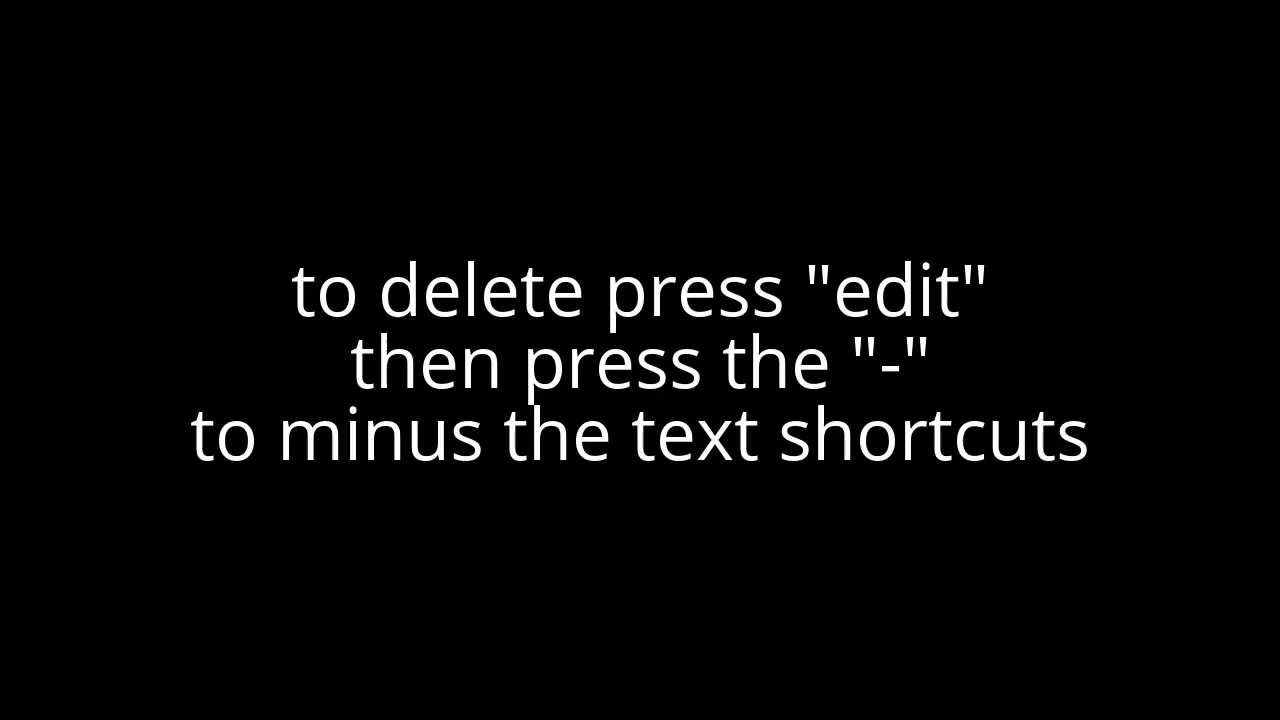 to delete press "edit"
then press the "-"
to minus the text shortcuts